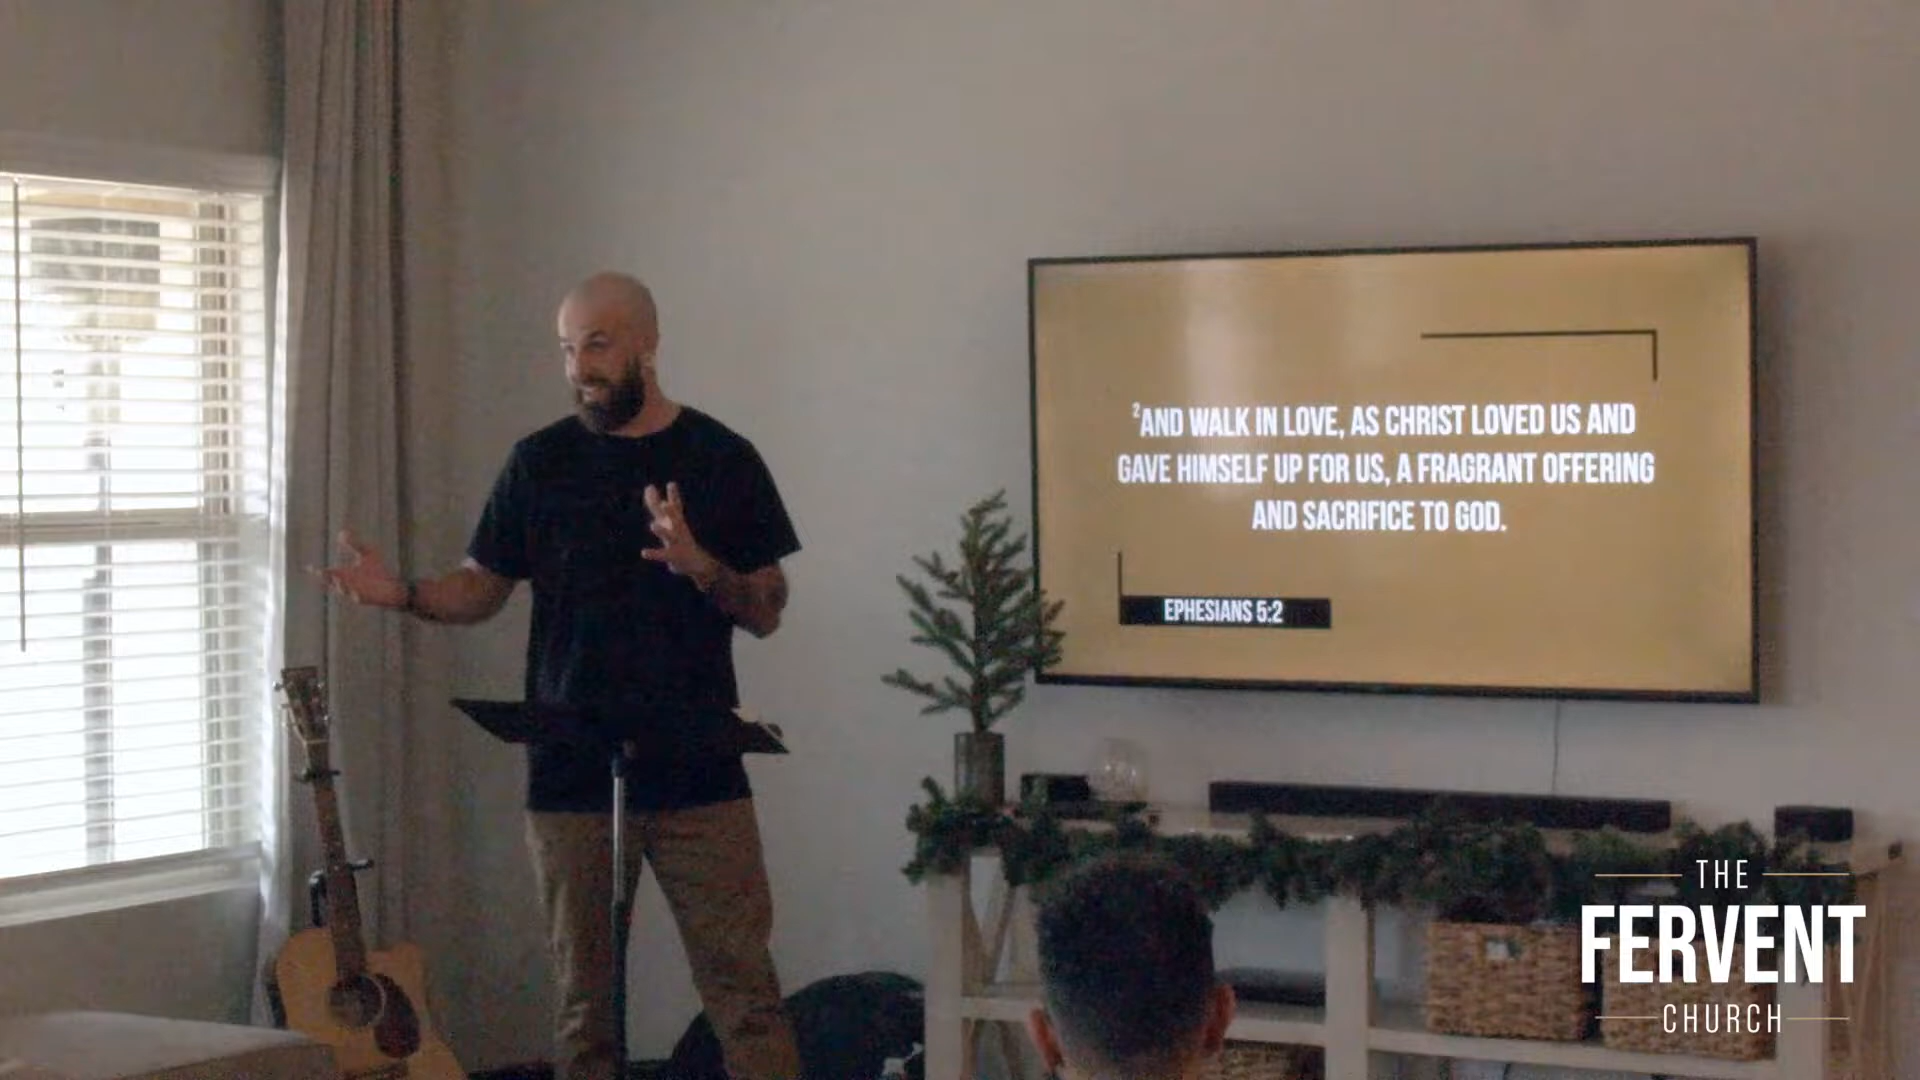 ²AND WALK IN LOVE, AS CHRIST LOVED US AND
GAVE HIMSELF UP FOR US, A FRAGRANT OFFERING
AND SACRIFICE TO GOD.
EPHESIANS 5:2
THE
FERVENT
CHURCH